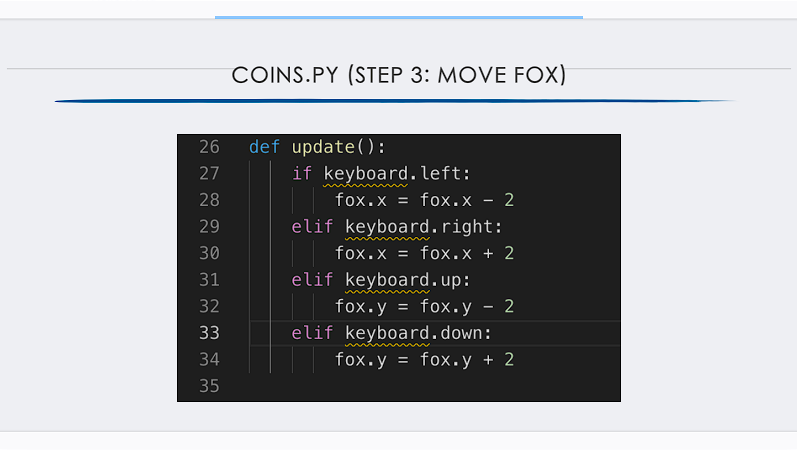 COINS.PY (STEP 3: MOVE FOX)
26 def update():
27 if keyboard.left:
28 fox.x = fox.x - 2
29 elif keyboard.right:
30 fox.x = fox.x + 2
31 elif keyboard.up:
32 fox.y = fox.y - 2
33 elif keyboard.down:
34 fox.y = fox.y + 2
35